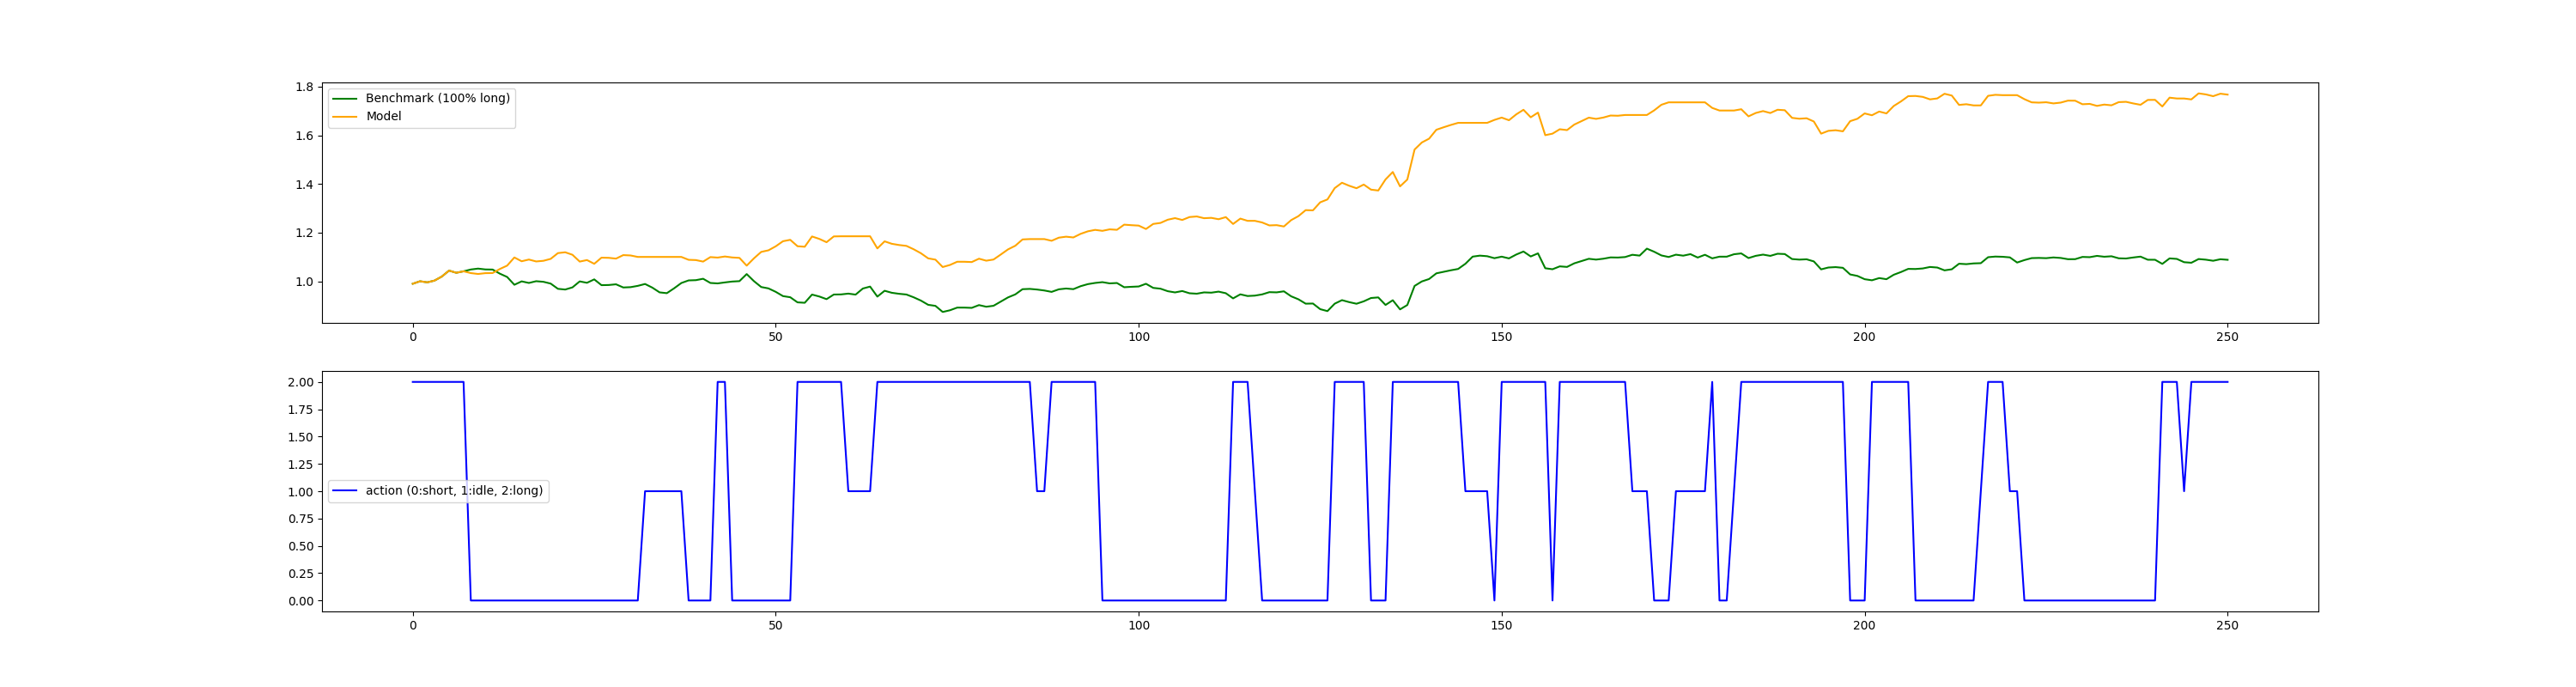 1.8
1.6
1.4
1.2
1.0
Benchmark (100% long)
Model
0 50 100 150 200 250
2.00
1.75
1.50
1.25
1.00
0.75
0.50
0.25
0.00
action (0:short, 1:idle, 2:long)
0 50 100 150 200 250